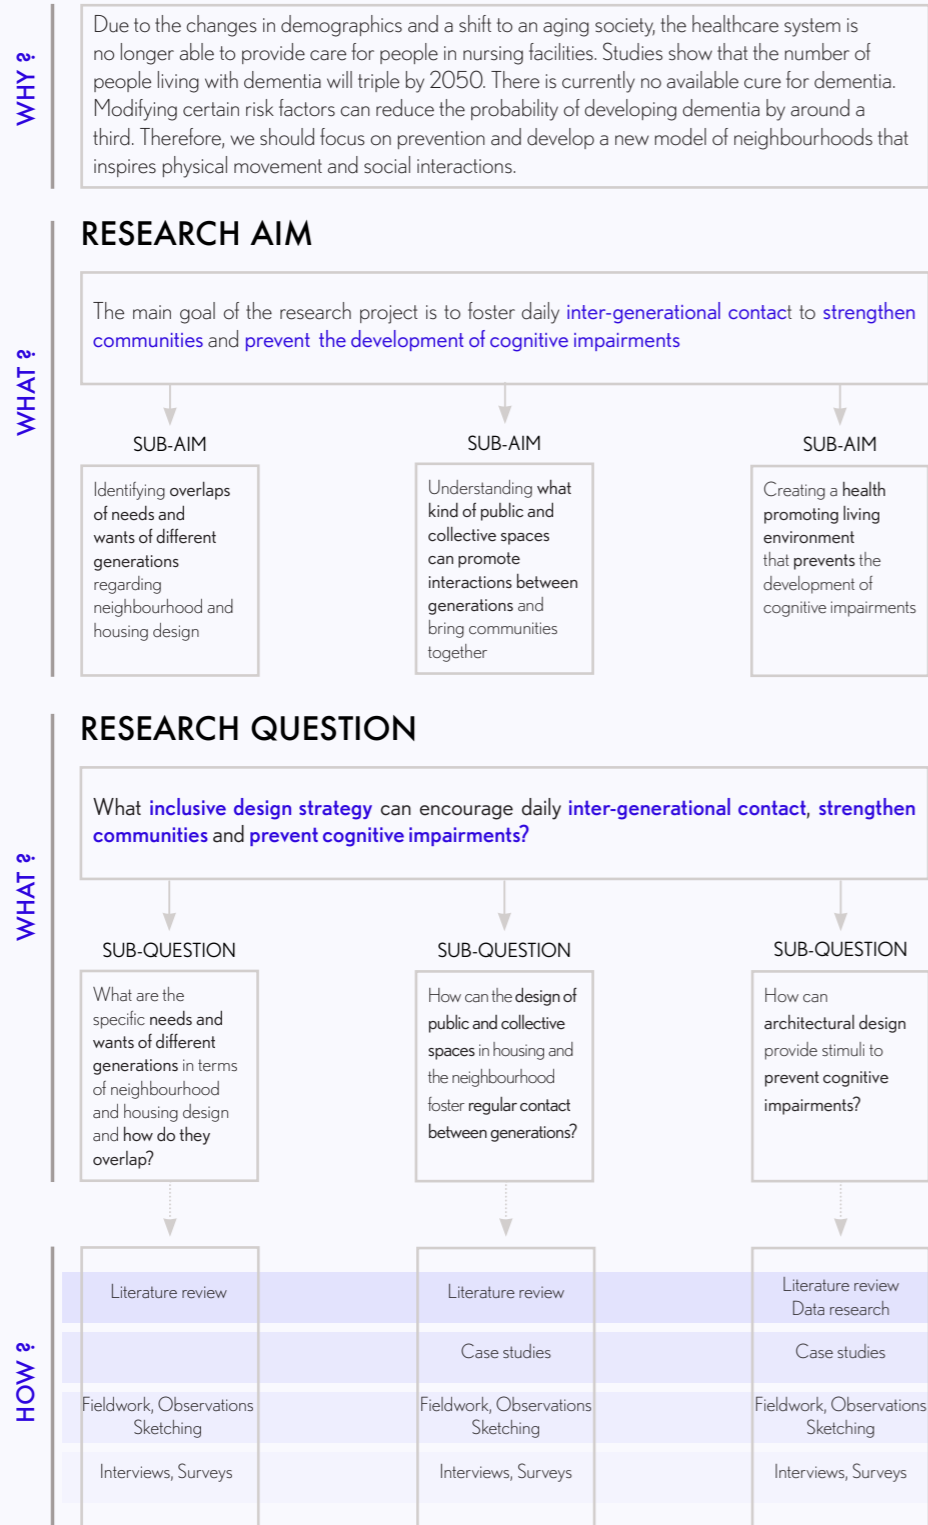 WHY ?
Due to the changes in demographics and a shift to an aging society, the healthcare system is
no longer able to provide care for people in nursing facilities. Studies show that the number of
people living with dementia will triple by 2050. There is currently no available cure for dementia.
Modifying certain risk factors can reduce the probability of developing dementia by around a
third. Therefore, we should focus on prevention and develop a new model of neighbourhoods that
inspires physical movement and social interactions.
WHAT ?
RESEARCH AIM
The main goal of the research project is to foster daily inter-generational contact to strengthen
communities and prevent the development of cognitive impairments
SUB-AIM
Identifying overlaps
of needs and
wants of different
generations
regarding
neighbourhood and
housing design
SUB-AIM
Understanding what
kind of public and
collective spaces
can promote
interactions between
generations and
bring communities
together
SUB-AIM
Creating a health
promoting living
environment
that prevents the
development of
cognitive impairments
WHAT ?
RESEARCH QUESTION
What inclusive design strategy can encourage daily inter-generational contact, strengthen
communities and prevent cognitive impairments?
SUB-QUESTION
What are the
specific needs and
wants of different
generations in terms
of neighbourhood
and housing design
and how do they
overlap?
SUB-QUESTION
How can the design of
public and collective
spaces in housing and
the neighbourhood
foster regular contact
between generations?
SUB-QUESTION
How can
architectural design
provide stimuli to
prevent cognitive
impairments?
HOW ?
Literature review
Literature review
Literature review
Data research
Case studies
Case studies
Fieldwork, Observations
Sketching
Fieldwork, Observations
Sketching
Fieldwork, Observations
Sketching
Interviews, Surveys
Interviews, Surveys
Interviews, Surveys